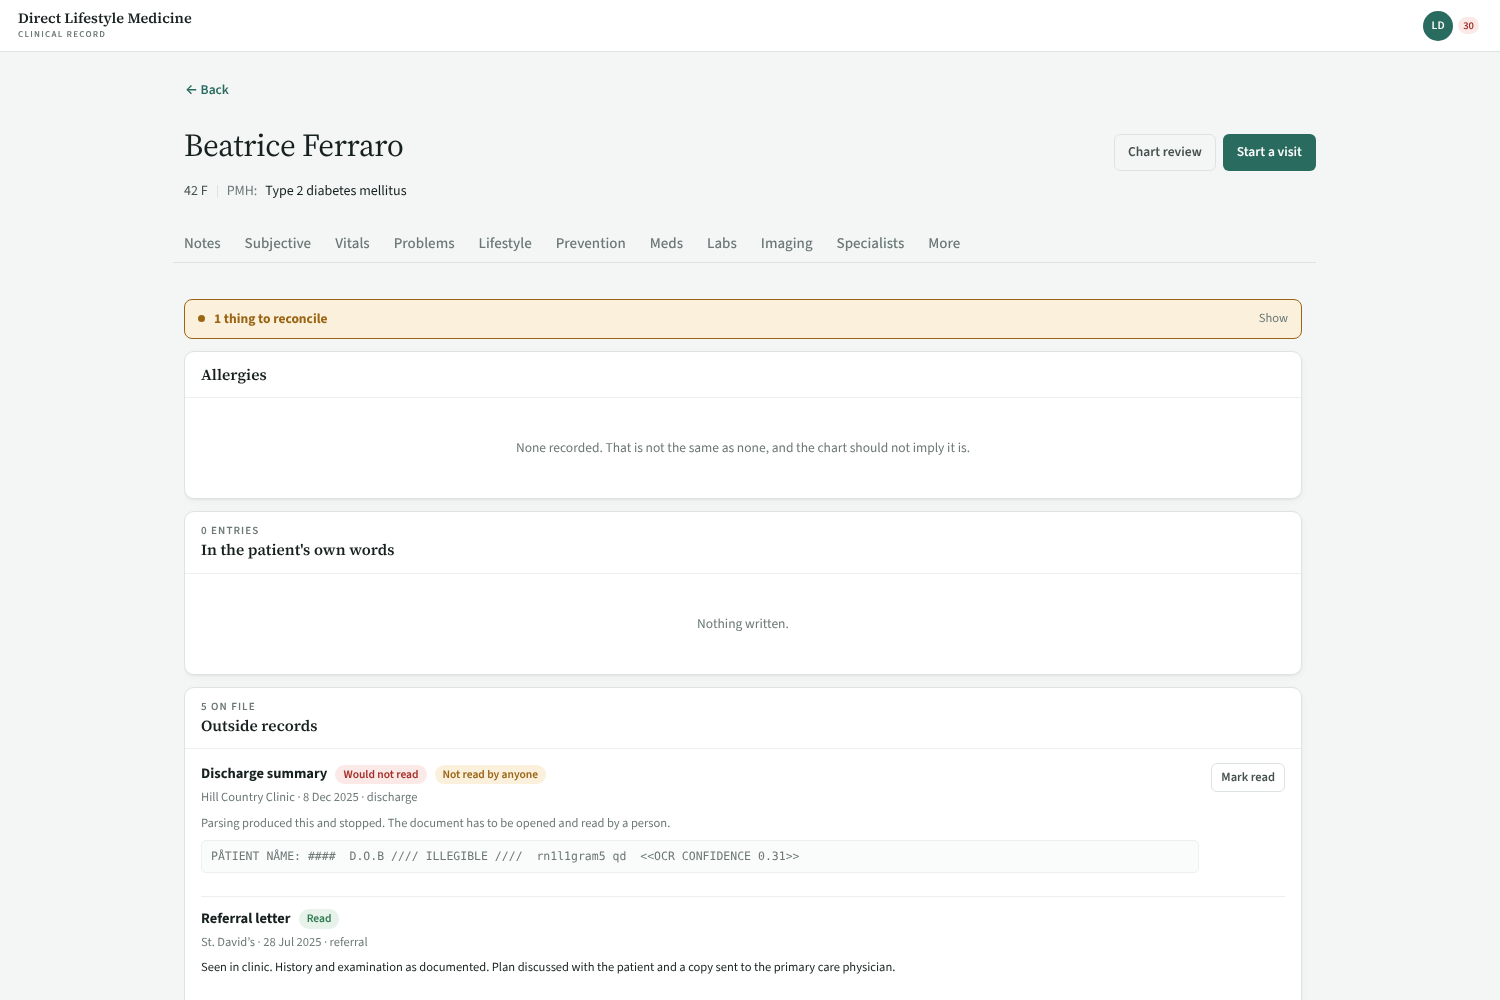 Direct Lifestyle Medicine
CLINICAL RECORD
LD 30
← Back
Beatrice Ferraro
Chart review
Start a visit
42 F PMH: Type 2 diabetes mellitus
Notes Subjective Vitals Problems Lifestyle Prevention Meds Labs Imaging Specialists More
1 thing to reconcile Show
Allergies
None recorded. That is not the same as none, and the chart should not imply it is.
0 ENTRIES
In the patient's own words
Nothing written.
5 ON FILE
Outside records
Discharge summary Would not read Not read by anyone Mark read
Hill Country Clinic · 8 Dec 2025 · discharge
Parsing produced this and stopped. The document has to be opened and read by a person.
PÅTIENT NÅME: #### D.O.B //// ILLEGIBLE //// rn1l1gram5 qd <<OCR CONFIDENCE 0.31>>
Referral letter Read
St. David's · 28 Jul 2025 · referral
Seen in clinic. History and examination as documented. Plan discussed with the patient and a copy sent to the primary care physician.